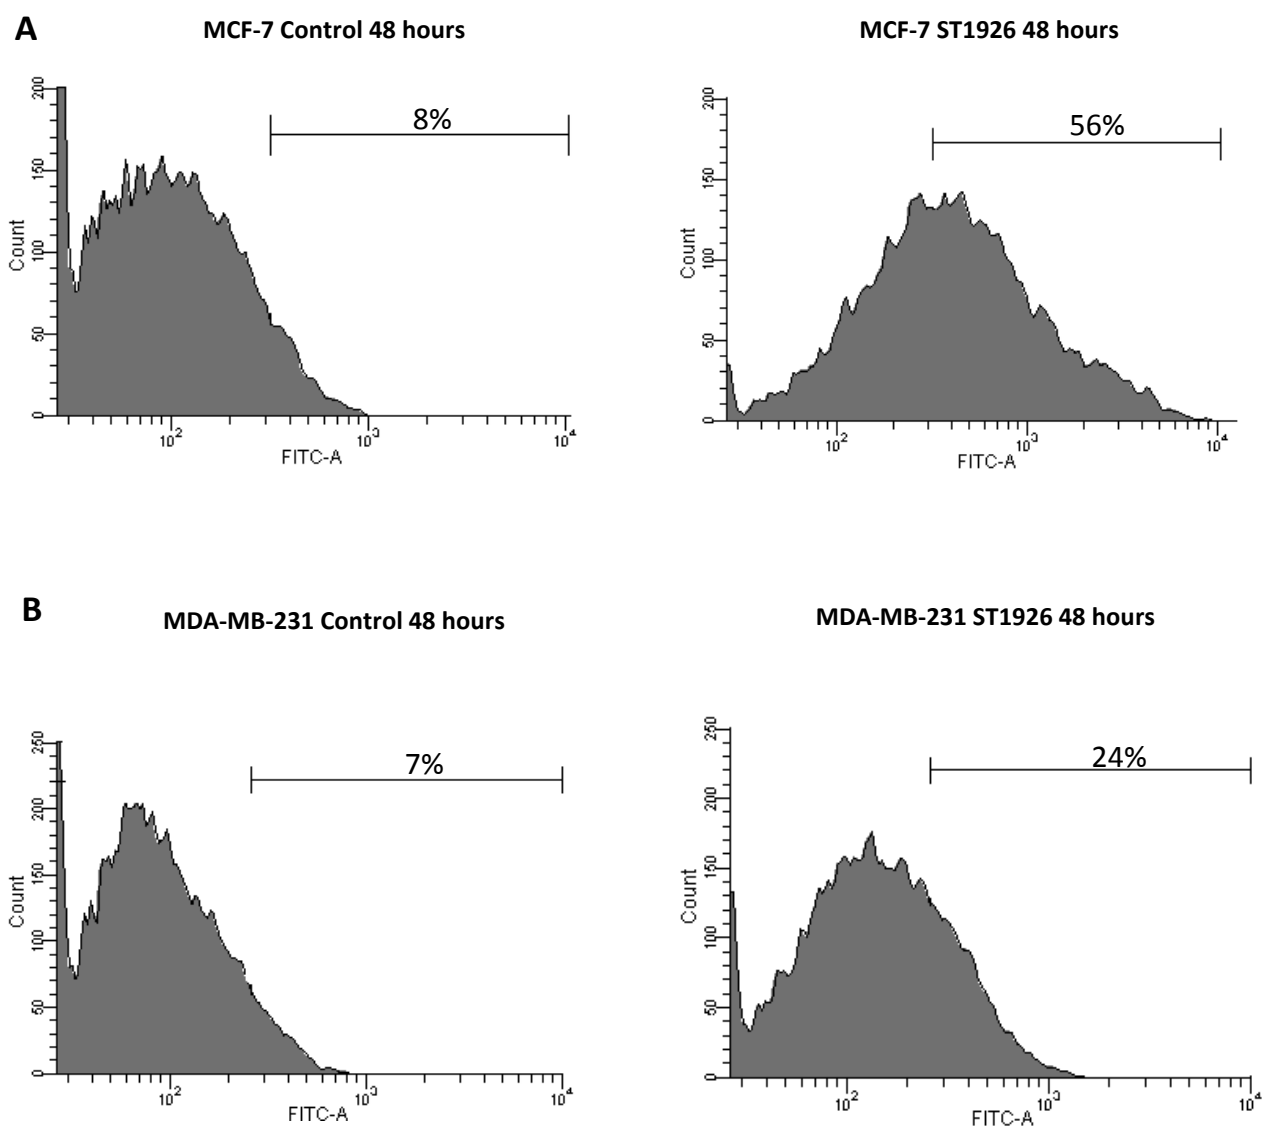 A
MCF-7 Control 48 hours
MCF-7 ST1926 48 hours
200
150
100
50
0
Count
8%
10²
10³
10⁴
FITC-A
200
150
100
50
0
Count
56%
10²
10³
10⁴
FITC-A
B
MDA-MB-231 Control 48 hours
MDA-MB-231 ST1926 48 hours
250
200
150
100
50
0
Count
7%
10²
10³
10⁴
FITC-A
250
200
150
100
50
0
Count
24%
10²
10³
10⁴
FITC-A